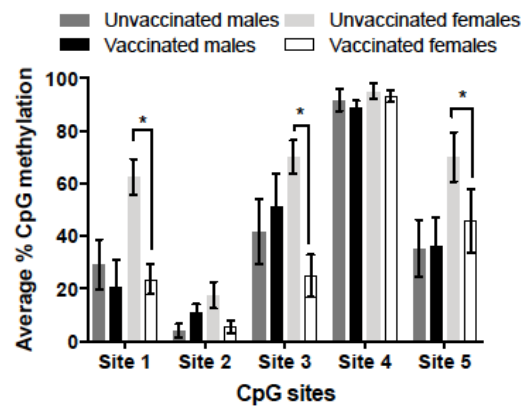 Unvaccinated males Unvaccinated females
Vaccinated males Vaccinated females
Average % CpG methylation
100
80
60
40
20
0
* * *
Site 1 Site 2 Site 3 Site 4 Site 5
CpG sites